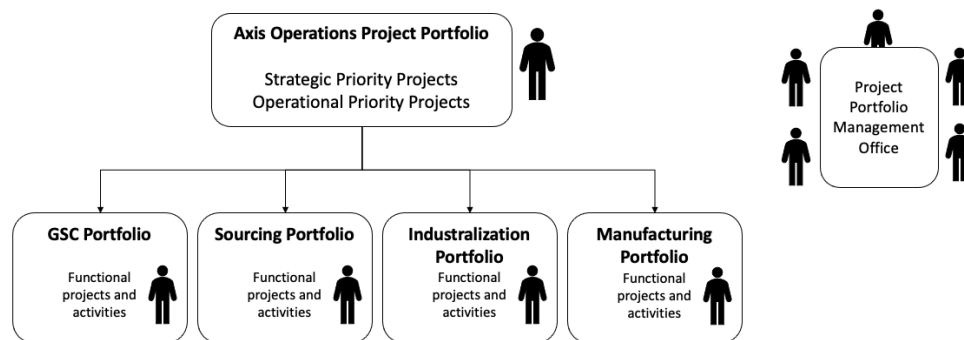 Axis Operations Project Portfolio
Strategic Priority Projects
Operational Priority Projects
Project
Portfolio
Management
Office
GSC Portfolio
Functional
projects and
activities
Sourcing Portfolio
Functional
projects and
activities
Industralization
Portfolio
Functional
projects and
activities
Manufacturing
Portfolio
Functional
projects and
activities